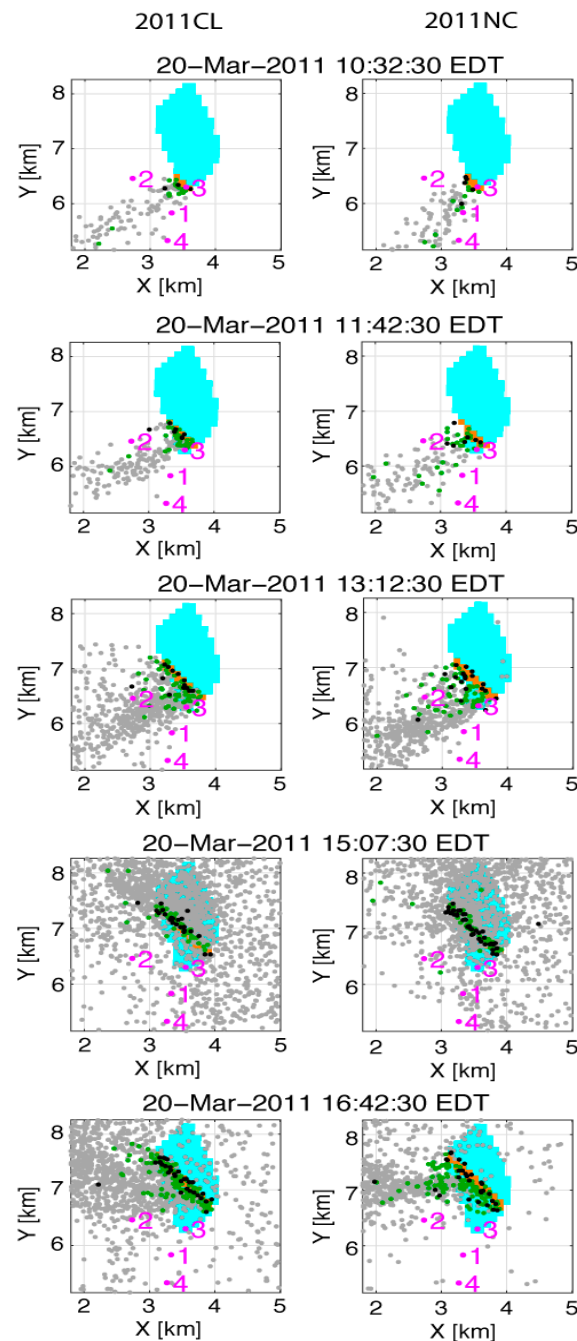 2011CL 2011NC
20-Mar-2011 10:32:30 EDT
8 8
7 7
6 6
Y [km] Y [km]
2 3 1 4 2 3 1 4
2 3 4 5 2 3 4 5
X [km] X [km]
20-Mar-2011 11:42:30 EDT
8 8
7 7
6 6
Y [km] Y [km]
2 3 1 4 2 3 1 4
2 3 4 5 2 3 4 5
X [km] X [km]
20-Mar-2011 13:12:30 EDT
8 8
7 7
6 6
Y [km] Y [km]
2 3 1 4 2 3 1 4
2 3 4 5 2 3 4 5
X [km] X [km]
20-Mar-2011 15:07:30 EDT
8 8
7 7
6 6
Y [km] Y [km]
2 3 1 4 2 3 1 4
2 3 4 5 2 3 4 5
X [km] X [km]
20-Mar-2011 16:42:30 EDT
8 8
7 7
6 6
Y [km] Y [km]
2 3 1 4 2 3 1 4
2 3 4 5 2 3 4 5
X [km] X [km]